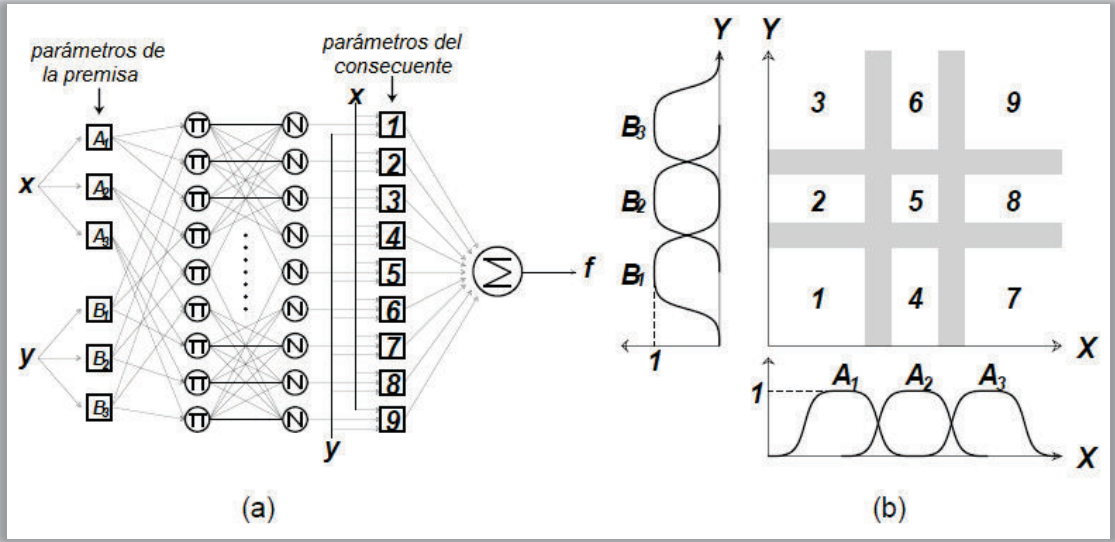 parámetros de
la premisa
parámetros del
consecuente
x
A1
A2
A3
x
y
B1
B2
B3
Π
Π
Π
Π
Π
Π
Π
Π
Π
N
N
N
N
N
N
N
N
N
1
2
3
4
5
6
7
8
9
x
y
Σ
f
(a)
Y
B3
B2
B1
1
Y
3 6 9
2 5 8
1 4 7
X
A1 A2 A3
1
X
(b)